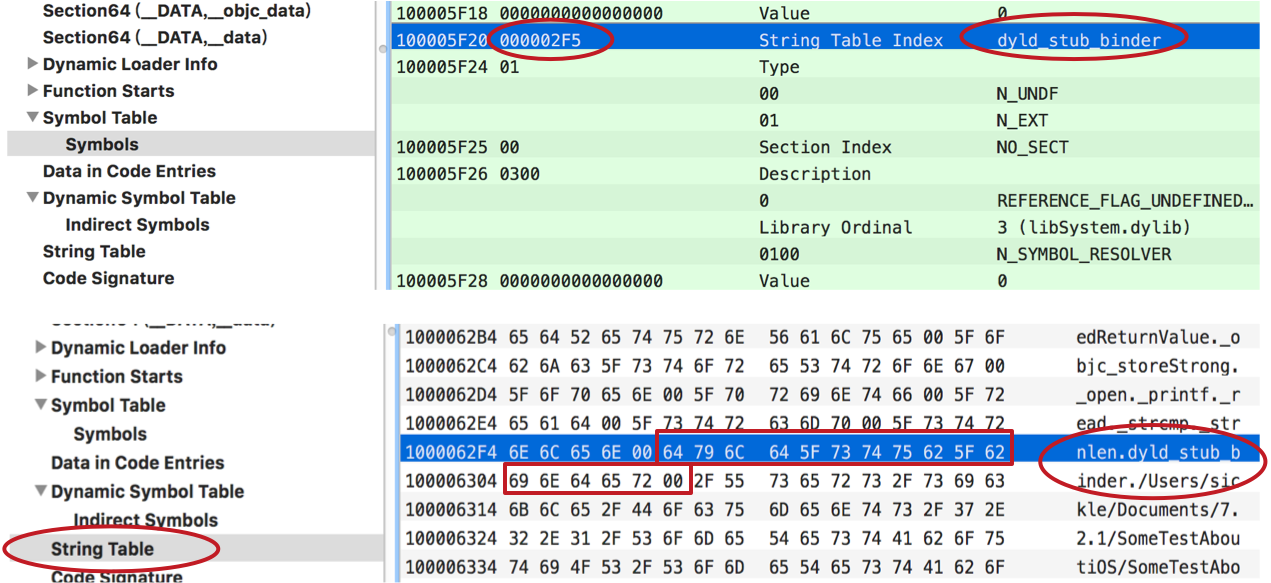 Section64 (__DATA,__objc_data)
Section64 (__DATA,__data)
Dynamic Loader Info
Function Starts
Symbol Table
Symbols
Data in Code Entries
Dynamic Symbol Table
Indirect Symbols
String Table
Code Signature
100005F18 0000000000000000 Value 0
100005F20 000002F5 String Table Index dyld_stub_binder
100005F24 01 Type
00 N_UNDF
01 N_EXT
100005F25 00 Section Index NO_SECT
100005F26 0300 Description
0 REFERENCE_FLAG_UNDEFINED…
Library Ordinal 3 (libSystem.dylib)
0100 N_SYMBOL_RESOLVER
100005F28 0000000000000000 Value 0
Dynamic Loader Info
Function Starts
Symbol Table
Symbols
Data in Code Entries
Dynamic Symbol Table
Indirect Symbols
String Table
Code Signature
1000062B4 65 64 52 65 74 75 72 6E 56 61 6C 75 65 00 5F 6F edReturnValue._o
1000062C4 62 6A 63 5F 73 74 6F 72 65 53 74 72 6F 6E 67 00 bjc_storeStrong.
1000062D4 5F 6F 70 65 6E 00 5F 70 72 69 6E 74 66 00 5F 72 _open._printf._r
1000062E4 65 61 64 00 5F 73 74 72 63 6D 70 00 5F 73 74 72 ead._strcmp._str
1000062F4 6E 6C 65 6E 00 64 79 6C 64 5F 73 74 75 62 5F 62 nlen.dyld_stub_b
100006304 69 6E 64 65 72 00 2F 55 73 65 72 73 2F 73 69 63 inder./Users/sic
100006314 6B 6C 65 2F 44 6F 63 75 6D 65 6E 74 73 2F 37 2E kle/Documents/7.
100006324 32 2E 31 2F 53 6F 6D 65 54 65 73 74 41 62 6F 75 2.1/SomeTestAbou
100006334 74 69 4F 53 2F 53 6F 6D 65 54 65 73 74 41 62 6F tiOS/SomeTestAbo